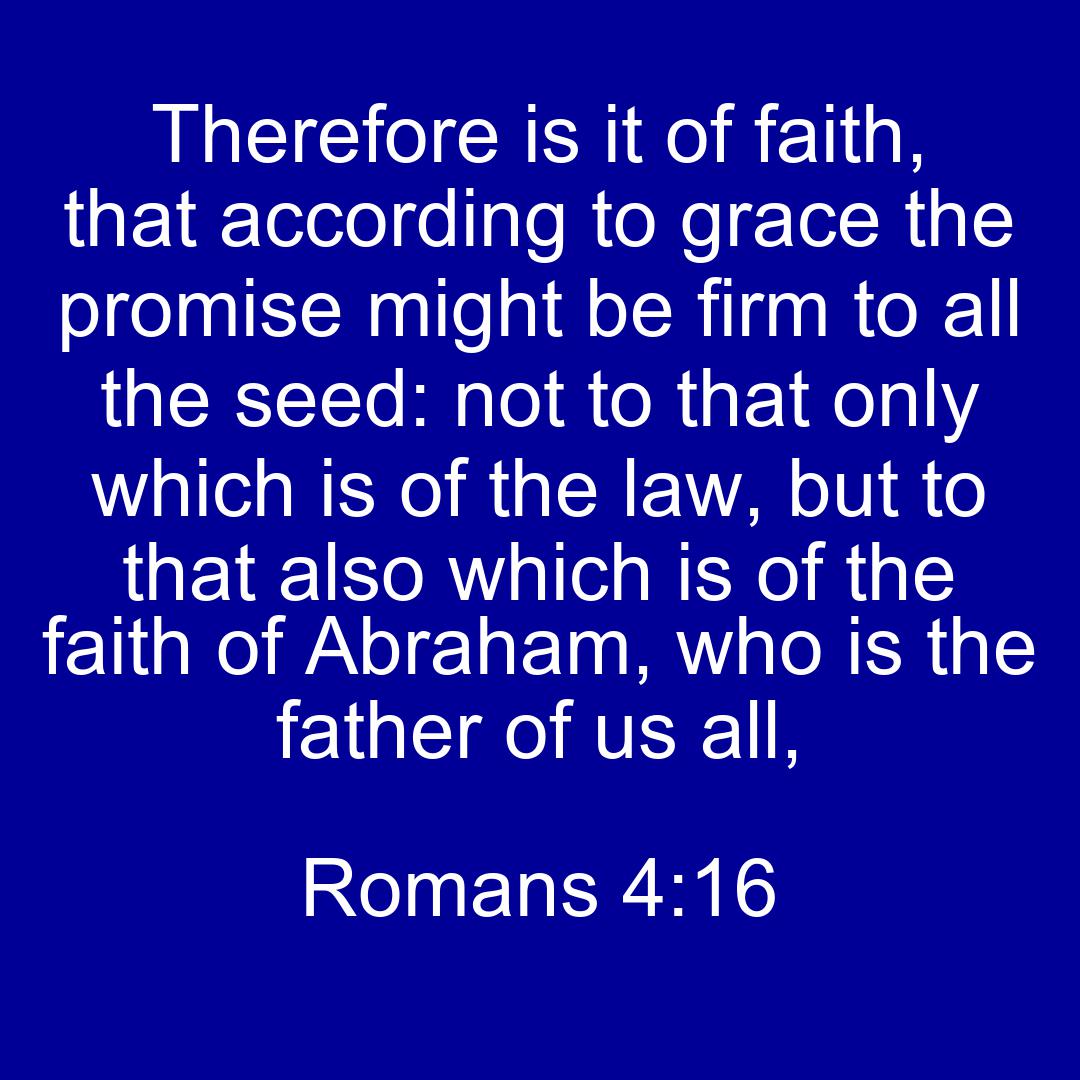 Therefore is it of faith,
that according to grace the
promise might be firm to all
the seed: not to that only
which is of the law, but to
that also which is of the
faith of Abraham, who is the
father of us all,
Romans 4:16